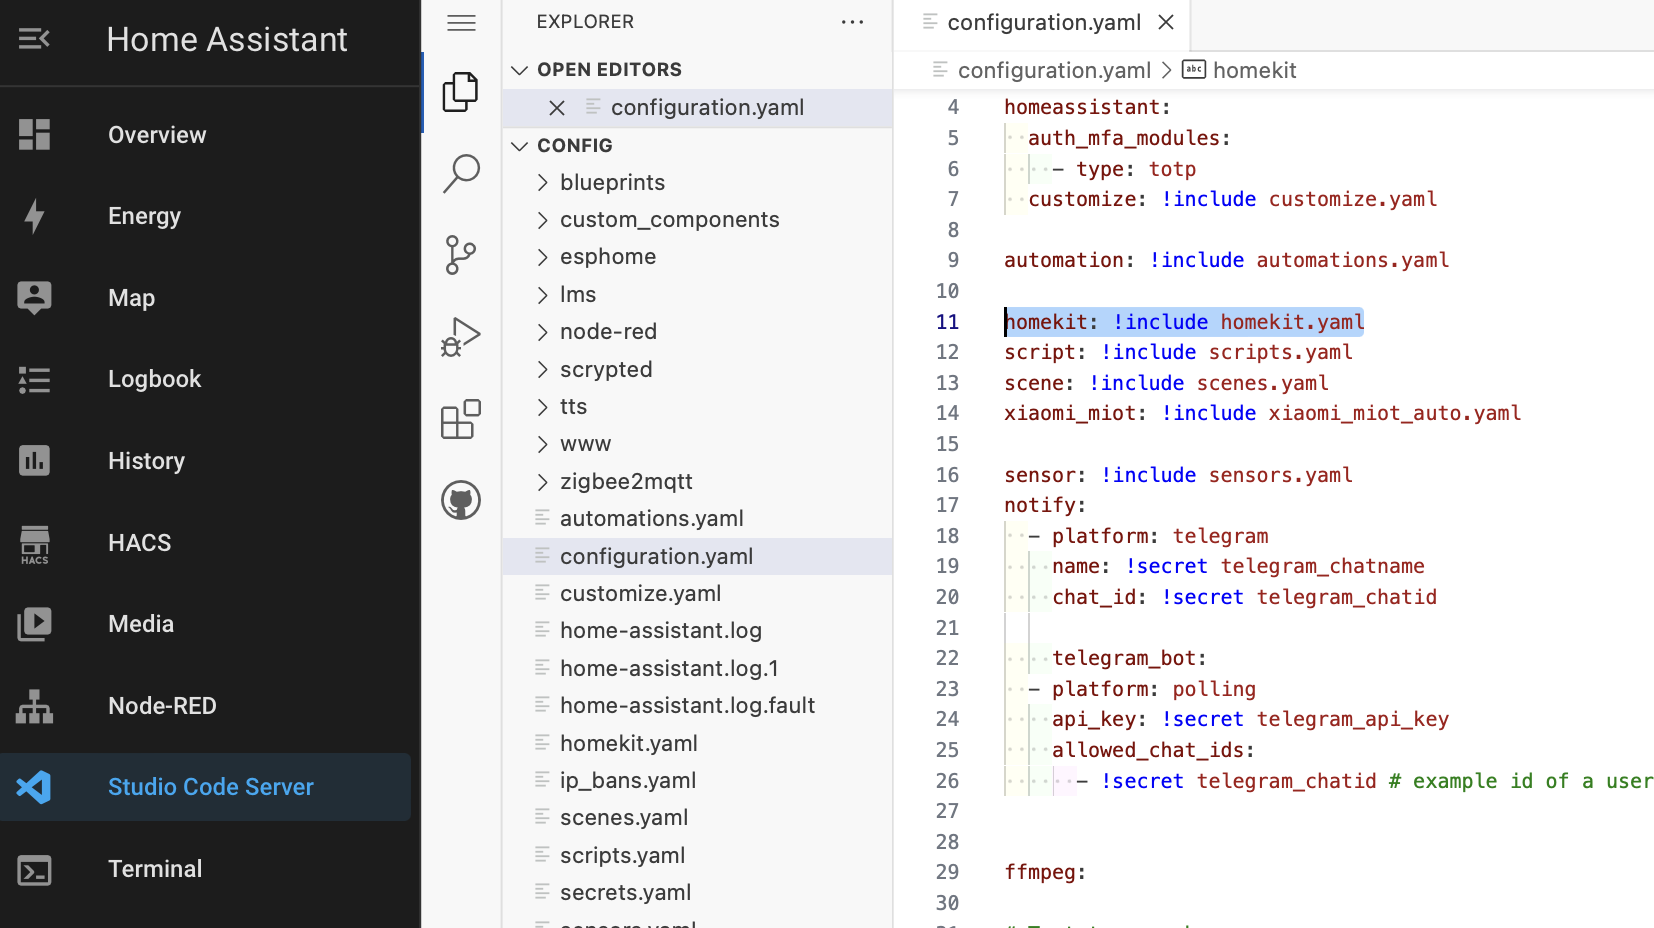 Home Assistant
Overview
Energy
Map
Logbook
History
HACS
HACS
Media
Node-RED
Studio Code Server
Terminal
EXPLORER
OPEN EDITORS
configuration.yaml
CONFIG
blueprints
custom_components
esphome
lms
node-red
scrypted
tts
www
zigbee2mqtt
automations.yaml
configuration.yaml
customize.yaml
home-assistant.log
home-assistant.log.1
home-assistant.log.fault
homekit.yaml
ip_bans.yaml
scenes.yaml
scripts.yaml
secrets.yaml
configuration.yaml
configuration.yaml > abc homekit
4 homeassistant:
5 auth_mfa_modules:
6 - type: totp
7 customize: !include customize.yaml
8
9 automation: !include automations.yaml
10
11 homekit: !include homekit.yaml
12 script: !include scripts.yaml
13 scene: !include scenes.yaml
14 xiaomi_miot: !include xiaomi_miot_auto.yaml
15
16 sensor: !include sensors.yaml
17 notify:
18 - platform: telegram
19 name: !secret telegram_chatname
20 chat_id: !secret telegram_chatid
21
22 telegram_bot:
23 - platform: polling
24 api_key: !secret telegram_api_key
25 allowed_chat_ids:
26 - !secret telegram_chatid # example id of a user
27
28
29 ffmpeg:
30